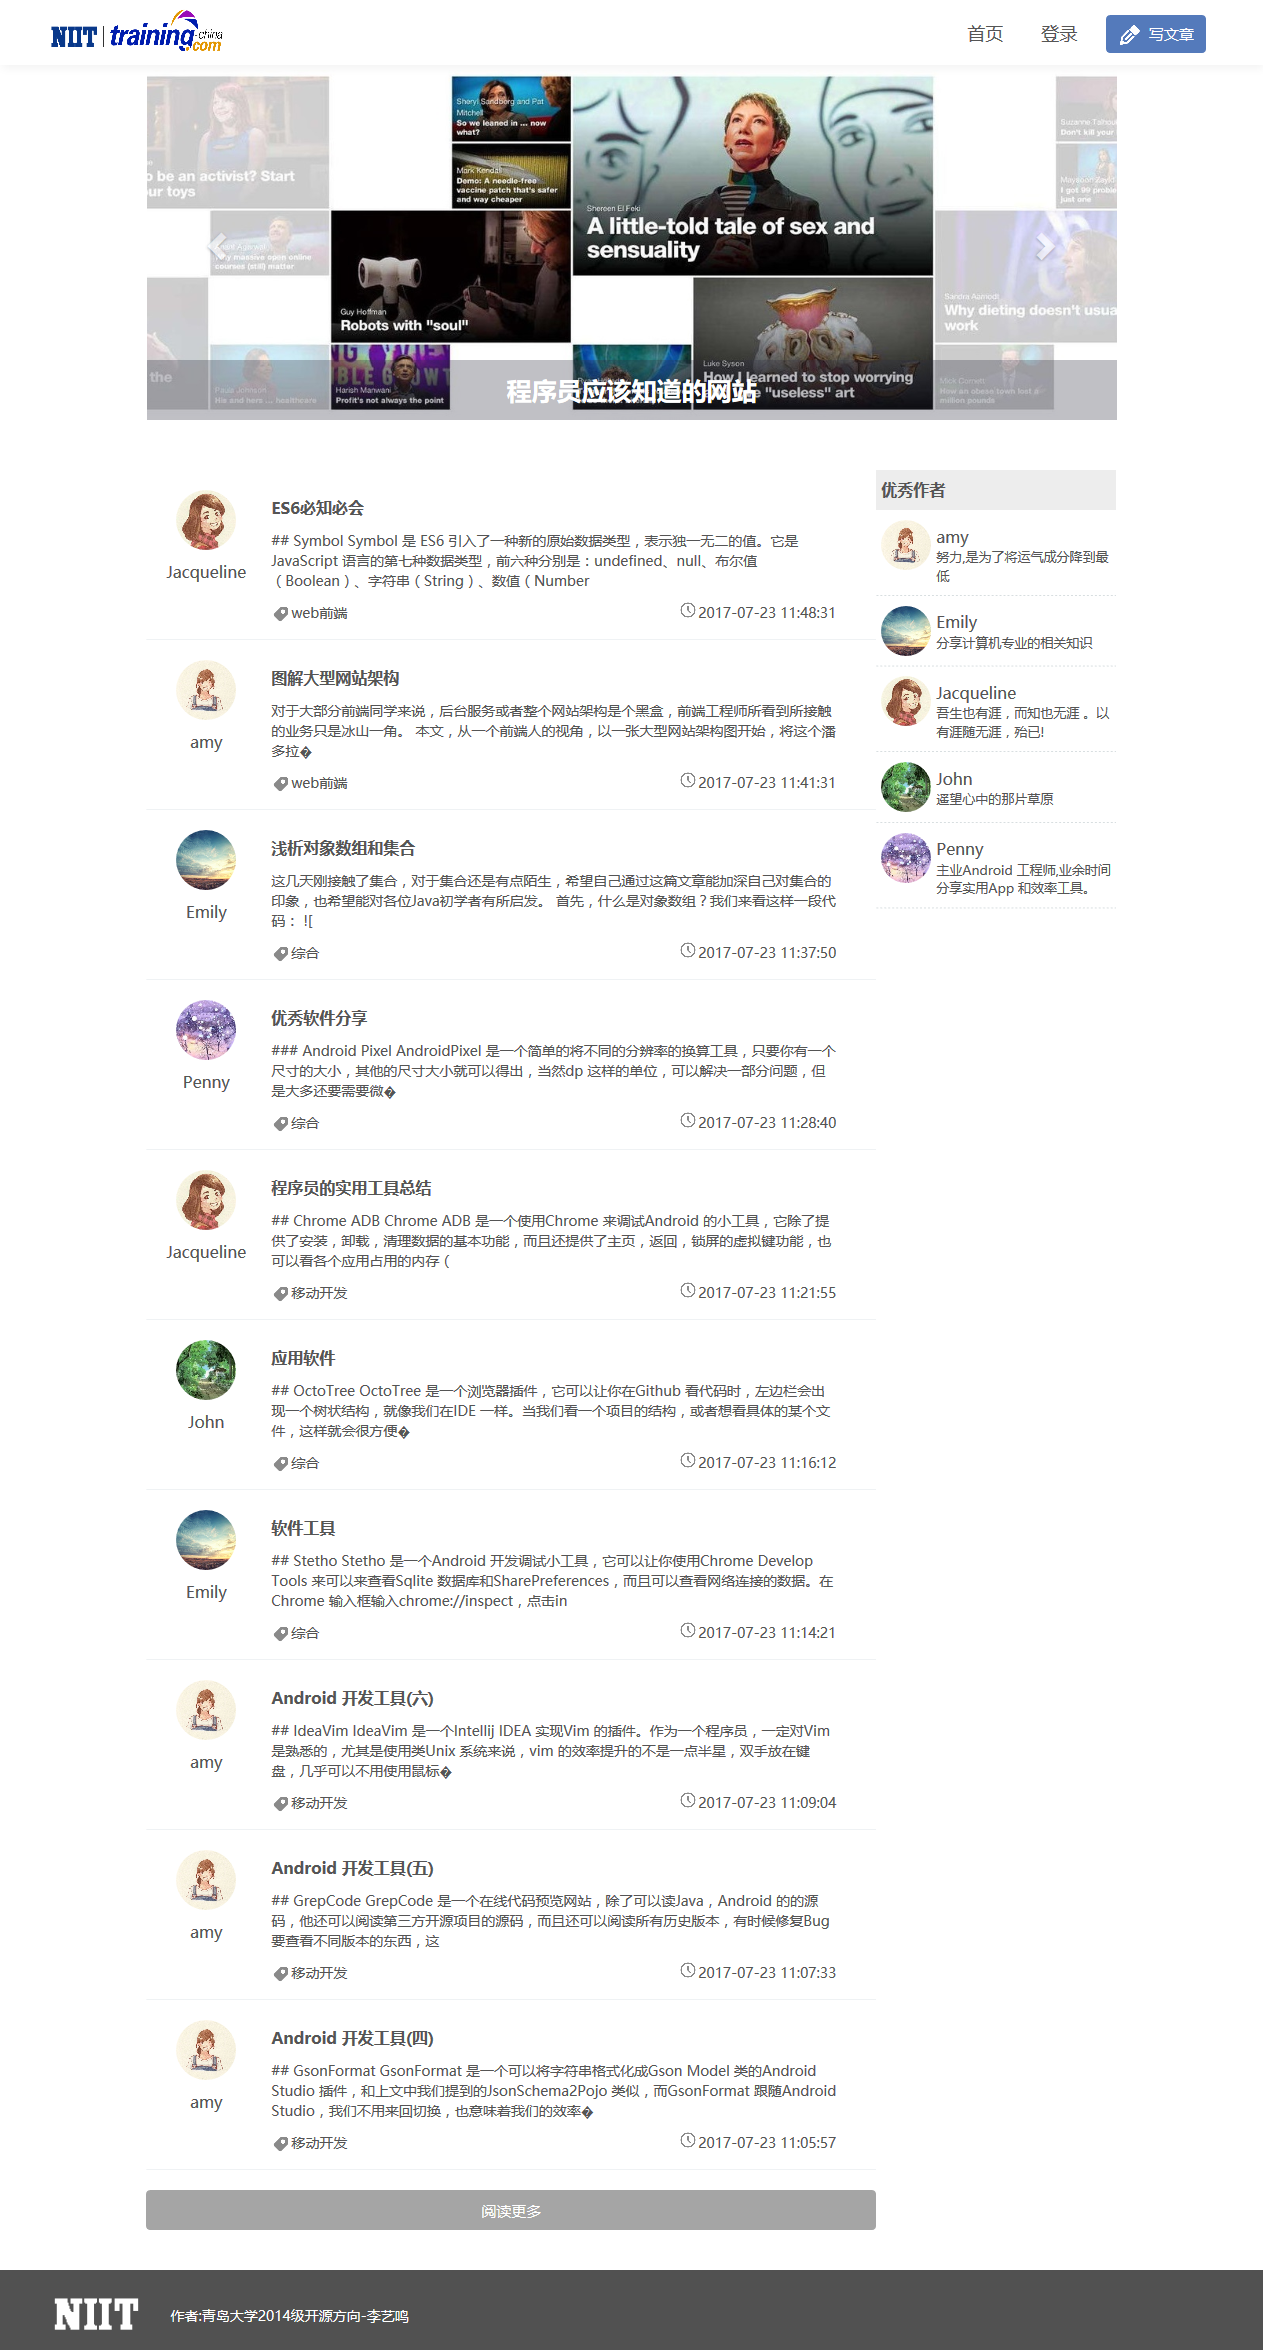 NIIT training -china .com
首页
登录
写文章
Sheryl Sandberg and Pat Mitchell
So we leaned in ... now what?
Mark Kendall
Demo: A needle-free vaccine patch that's safer and way cheaper
Shereen El Feki
A little-told tale of sex and sensuality
o be an activist? Start
ur toys
Don't kill your
I got 99 proble
just one
Why massive open online courses (still) matter
Guy Hoffman
Robots with "soul"
Sandra Aamodt
Why dieting doesn't usua
work
the
Harish Manwani
Profit's not always the point
Luke Syson
How I learned to stop worrying
"useless" art
程序员应该知道的网站
ES6必知必会
## Symbol Symbol 是 ES6 引入了一种新的原始数据类型，表示独一无二的值。它是
JavaScript 语言的第七种数据类型，前六种分别是：undefined、null、布尔值
（Boolean）、字符串（String）、数值（Number
Jacqueline
web前端
2017-07-23 11:48:31
图解大型网站架构
对于大部分前端同学来说，后台服务或者整个网站架构是个黑盒，前端工程师所看到所接触
的业务只是冰山一角。 本文，从一个前端人的视角，以一张大型网站架构图开始，将这个潘
多拉�
amy
web前端
2017-07-23 11:41:31
浅析对象数组和集合
这几天刚接触了集合，对于集合还是有点陌生，希望自己通过这篇文章能加深自己对集合的
印象，也希望能对各位Java初学者有所启发。 首先，什么是对象数组？我们来看这样一段代
码： ![
Emily
综合
2017-07-23 11:37:50
优秀软件分享
### Android Pixel AndroidPixel 是一个简单的将不同的分辨率的换算工具，只要你有一个
尺寸的大小，其他的尺寸大小就可以得出，当然dp 这样的单位，可以解决一部分问题，但
是大多还要需要微�
Penny
综合
2017-07-23 11:28:40
程序员的实用工具总结
## Chrome ADB Chrome ADB 是一个使用Chrome 来调试Android 的小工具，它除了提
供了安装，卸载，清理数据的基本功能，而且还提供了主页，返回，锁屏的虚拟键功能，也
可以看各个应用占用的内存（
Jacqueline
移动开发
2017-07-23 11:21:55
应用软件
## OctoTree OctoTree 是一个浏览器插件，它可以让你在Github 看代码时，左边栏会出
现一个树状结构，就像我们在IDE 一样。当我们看一个项目的结构，或者想看具体的某个文
件，这样就会很方便�
John
综合
2017-07-23 11:16:12
软件工具
## Stetho Stetho 是一个Android 开发调试小工具，它可以让你使用Chrome Develop
Tools 来可以来查看Sqlite 数据库和SharePreferences，而且可以查看网络连接的数据。在
Chrome 输入框输入chrome://inspect，点击in
Emily
综合
2017-07-23 11:14:21
Android 开发工具(六)
## IdeaVim IdeaVim 是一个Intellij IDEA 实现Vim 的插件。作为一个程序员，一定对Vim
是熟悉的，尤其是使用类Unix 系统来说，vim 的效率提升的不是一点半星，双手放在键
盘，几乎可以不用使用鼠标�
amy
移动开发
2017-07-23 11:09:04
Android 开发工具(五)
## GrepCode GrepCode 是一个在线代码预览网站，除了可以读Java，Android 的的源
码，他还可以阅读第三方开源项目的源码，而且还可以阅读所有历史版本，有时候修复Bug
要查看不同版本的东西，这
amy
移动开发
2017-07-23 11:07:33
Android 开发工具(四)
## GsonFormat GsonFormat 是一个可以将字符串格式化成Gson Model 类的Android
Studio 插件，和上文中我们提到的JsonSchema2Pojo 类似，而GsonFormat 跟随Android
Studio，我们不用来回切换，也意味着我们的效率�
amy
移动开发
2017-07-23 11:05:57
阅读更多
优秀作者
amy
努力,是为了将运气成分降到最
低
Emily
分享计算机专业的相关知识
Jacqueline
吾生也有涯，而知也无涯 。以
有涯随无涯，殆已!
John
遥望心中的那片草原
Penny
主业Android 工程师,业余时间
分享实用App 和效率工具。
NIIT
作者:青岛大学2014级开源方向-李艺鸣